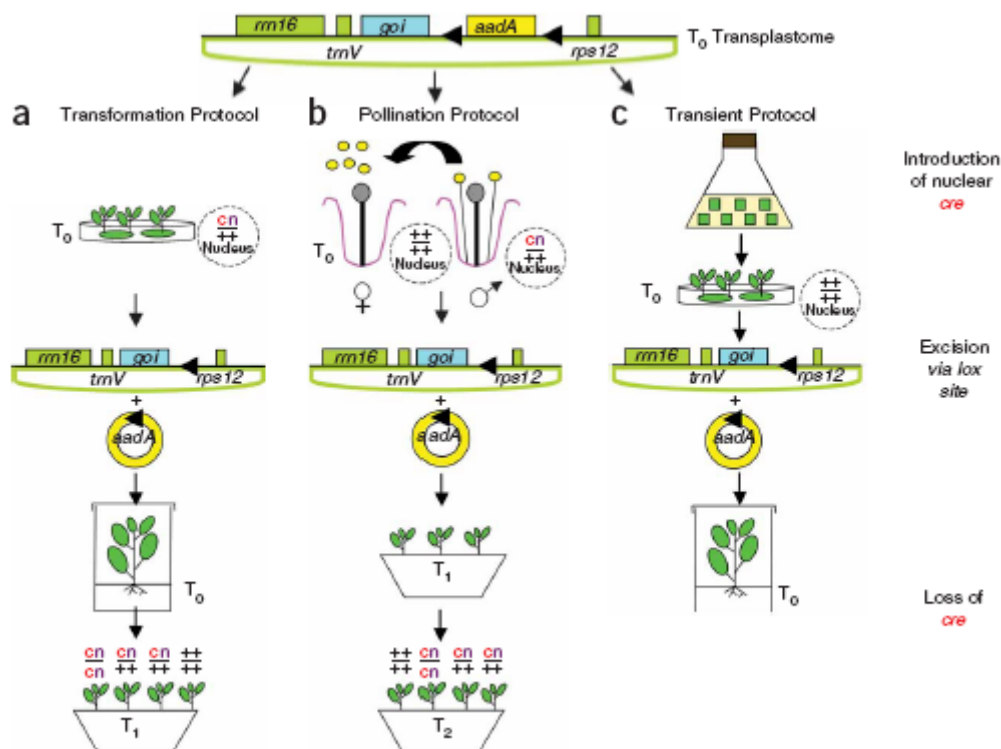 rrn16 goi aadA
trnV rps12
T0 Transplastome
a Transformation Protocol
T0
cn
++
Nucleus
rrn16 goi
trnV rps12
+
aadA
T0
cn cn cn ++
cn ++ ++ ++
T1
b Pollination Protocol
T0
++
++
Nucleus
cn
++
Nucleus
♀ ♂
rrn16 goi
trnV rps12
+
aadA
T1
++ cn cn cn
++ cn ++ ++
T2
c Transient Protocol
T0
++
++
Nucleus
rrn16 goi
trnV rps12
+
aadA
T0
Introduction
of nuclear
cre
Excision
via lox
site
Loss of
cre